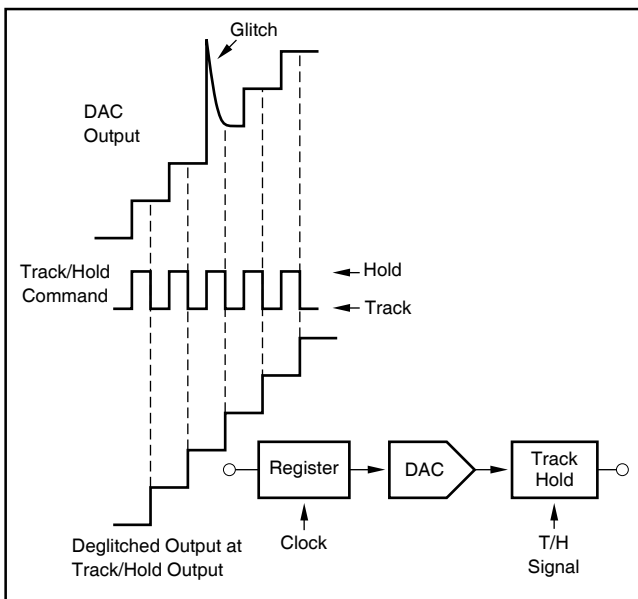 Glitch
DAC
Output
Track/Hold
Command
Hold
Track
Register
DAC
Track
Hold
Clock
T/H
Signal
Deglitched Output at
Track/Hold Output